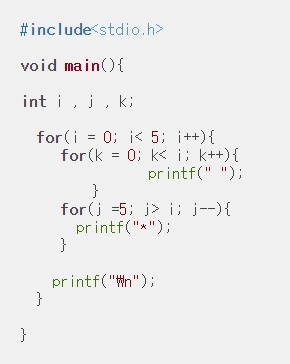 #include<stdio.h>
void main(){
int i , j , k;
for(i = 0; i< 5; i++){
for(k = 0; k< i; k++){
printf(" ");
}
for(j =5; j> i; j--){
printf("*");
}
printf("₩n");
}
}